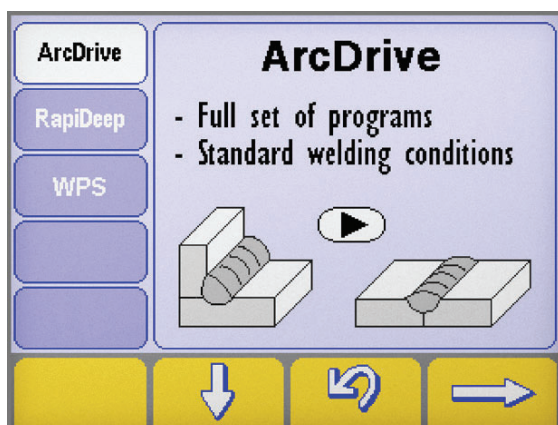 ArcDrive
RapiDeep
WPS
ArcDrive
- Full set of programs
- Standard welding conditions